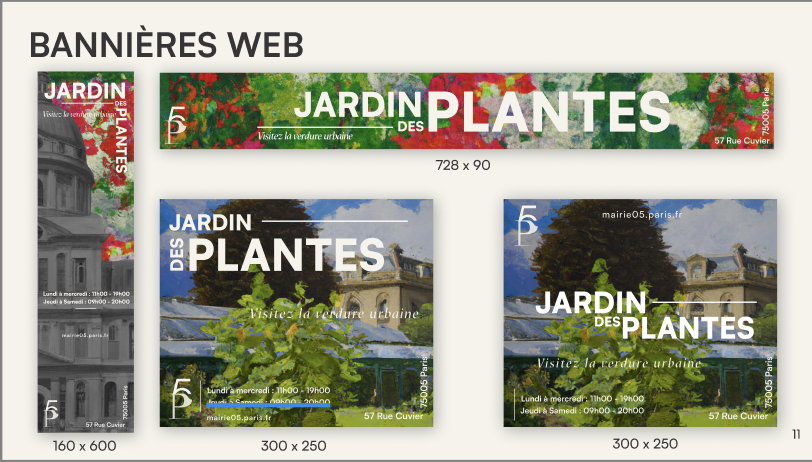 BANNIÈRES WEB
JARDIN
DES
PLANTES
Visitez la verdure urbaine
Lundi à mercredi : 11h00 - 19h00
Jeudi à Samedi : 09h00 - 20h00
mairie05.paris.fr
5P
57 Rue Cuvier
75005 Paris
160 x 600
5P
JARDIN
DES PLANTES
Visitez la verdure urbaine
57 Rue Cuvier
75005 Paris
728 x 90
JARDIN
DES PLANTES
Visitez la verdure urbaine
5P
Lundi à mercredi : 11h00 - 19h00
Jeudi à Samedi : 09h00 - 20h00
mairie05.paris.fr
57 Rue Cuvier
75005 Paris
300 x 250
5P
mairie05.paris.fr
JARDIN
DES PLANTES
Visitez la verdure urbaine
Lundi à mercredi : 11h00 - 19h00
Jeudi à Samedi : 09h00 - 20h00
57 Rue Cuvier
75005 Paris
300 x 250
11